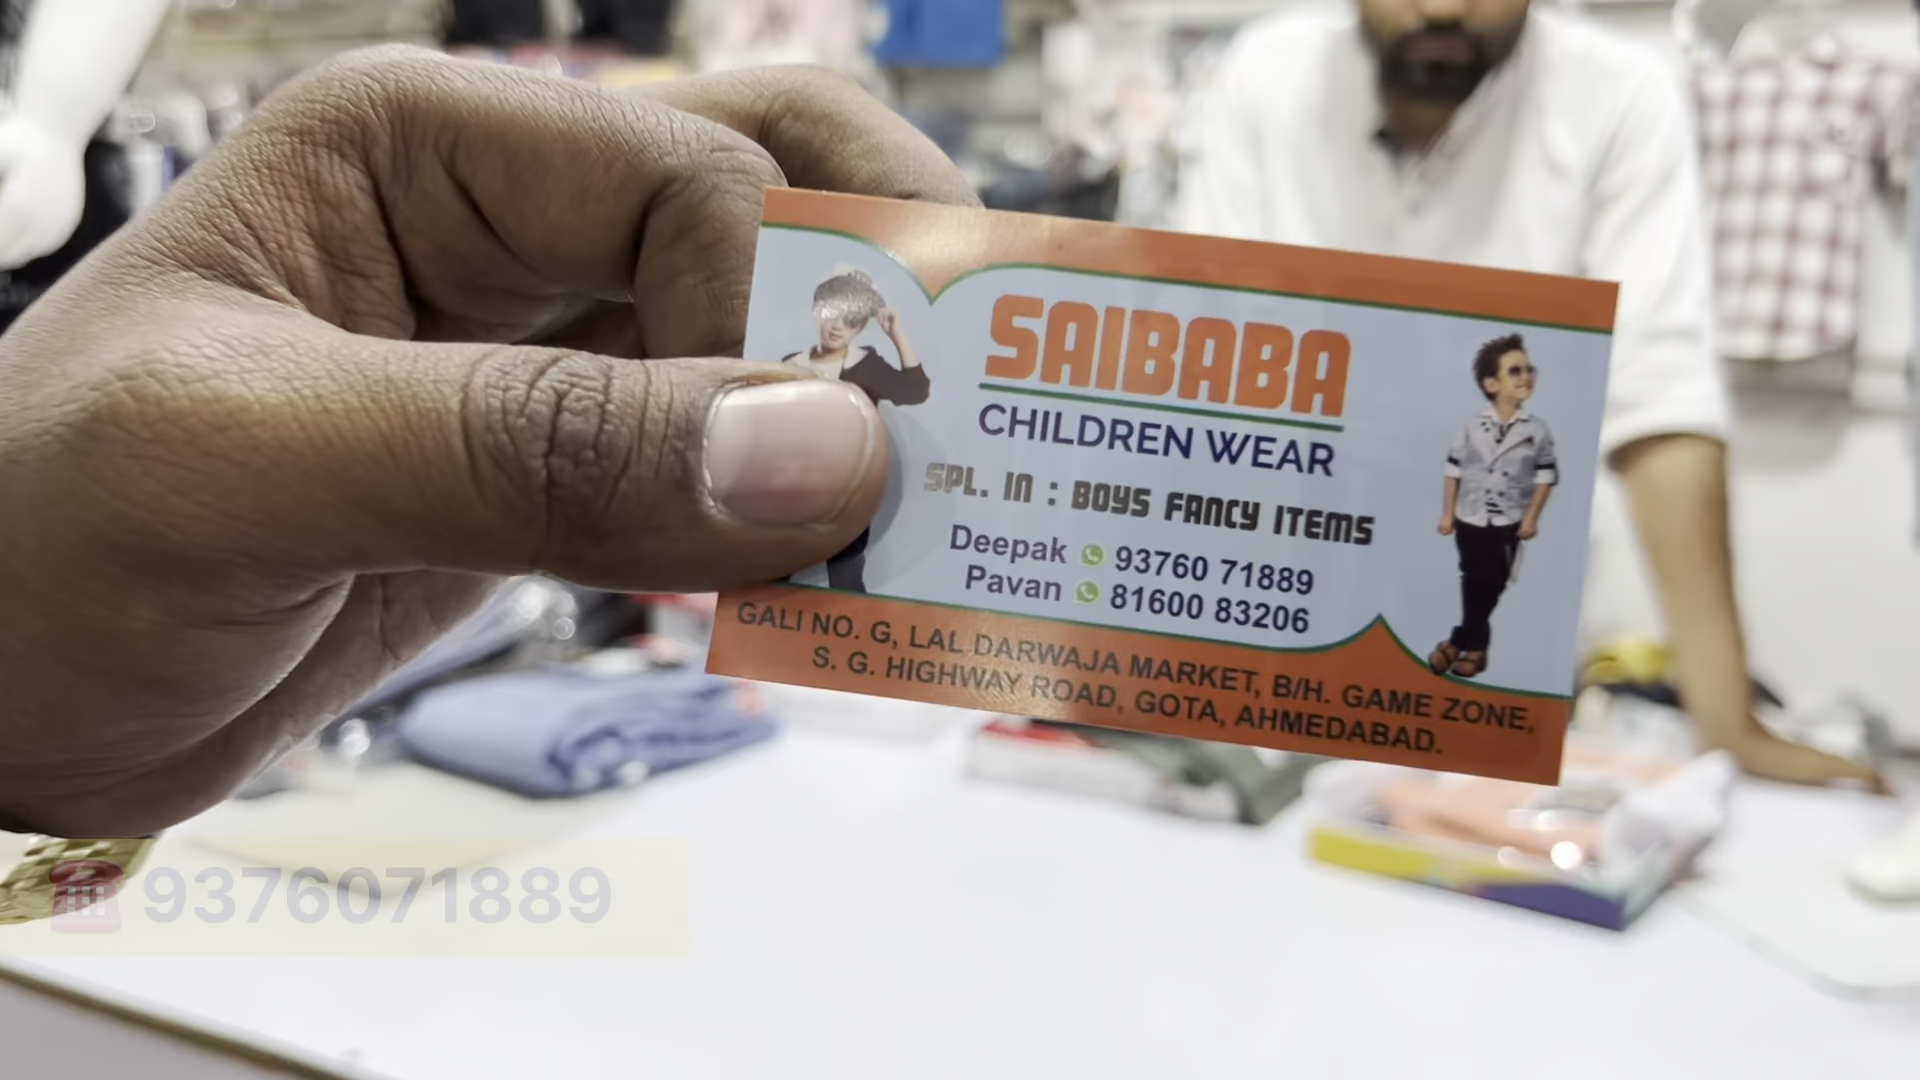 SAIBABA
CHILDREN WEAR
SPL. IN : BOYS FANCY ITEMS
Deepak 93760 71889
Pavan 81600 83206
GALI NO. G, LAL DARWAJA MARKET, B/H. GAME ZONE,
S. G. HIGHWAY ROAD, GOTA, AHMEDABAD.
☎9376071889